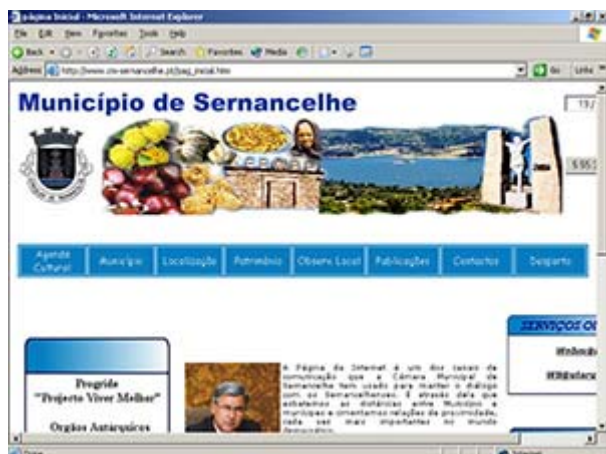 página Inicial - Microsoft Internet Explorer
File Edit View Favorites Tools Help
Back Search Favorites Media
Address http://www.cm-sernancelhe.pt/pag_inicial.htm Go Links
Município de Sernancelhe
Agenda Cultural Município Localização Património Observ. Local Publicações Contactos Desporto
SERVIÇOS
Progride
"Projecto Viver Melhor"
Orgãos Autárquicos
A Página da Internet é um dos canais de
comunicação que a Câmara Municipal de
Sernancelhe tem usado para manter o diálogo
com os Sernancelhenses. É através dela que
esbatemos as distâncias entre Município e
munícipes e cimentamos relações de proximidade,
cada vez mais importantes no mundo
democrático.
Internet